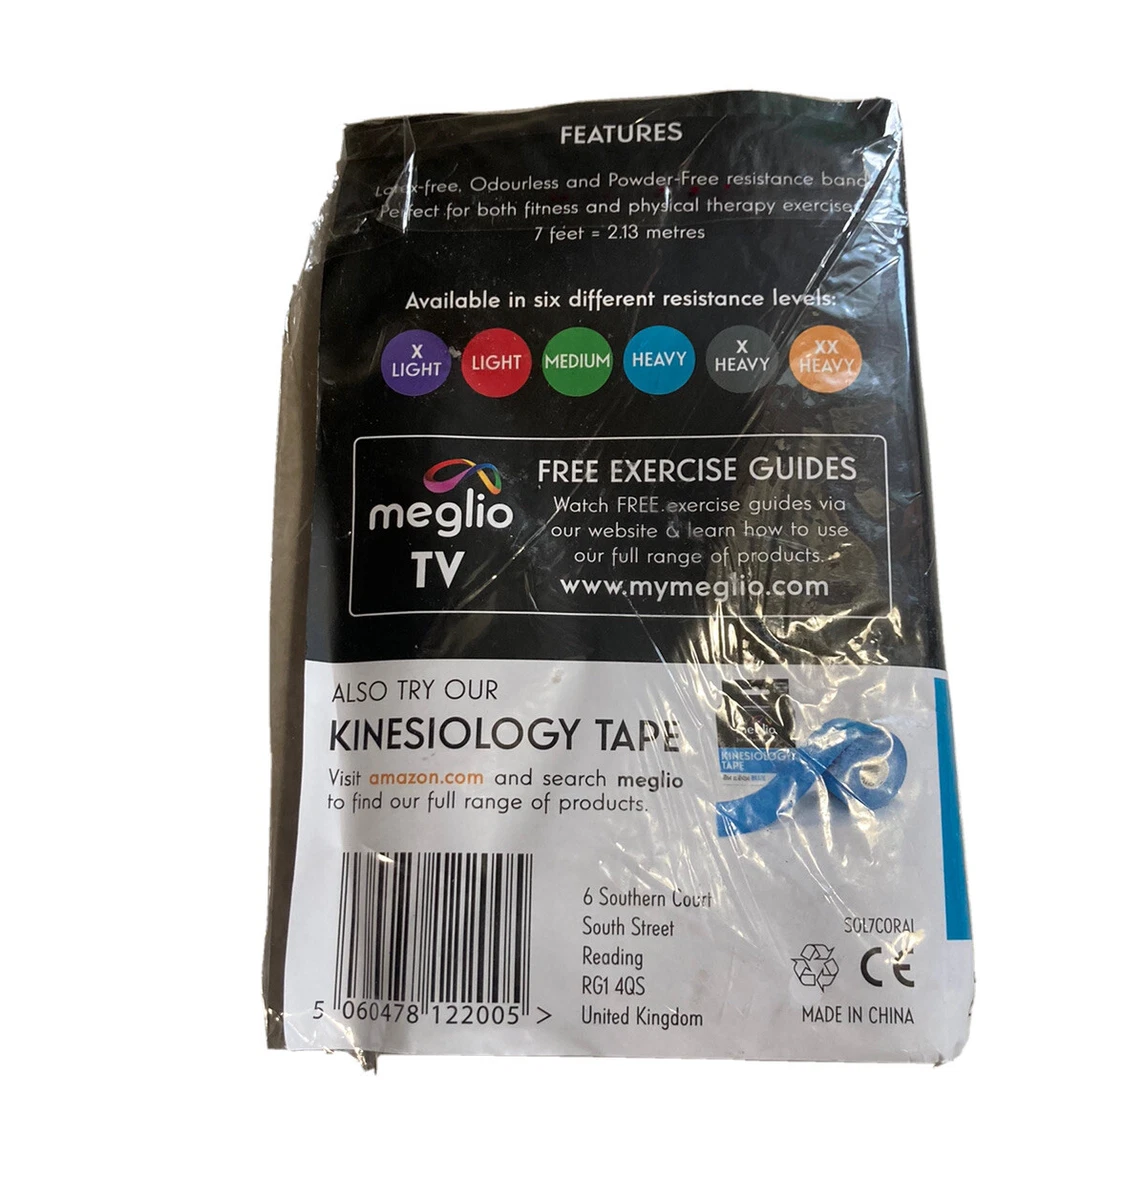 FEATURES
Latex-free, Odourless and Powder-Free resistance band
Perfect for both fitness and physical therapy exercises
7 feet = 2.13 metres
Available in six different resistance levels:
X LIGHT
LIGHT
MEDIUM
HEAVY
X HEAVY
XX HEAVY
meglio
TV
FREE EXERCISE GUIDES
Watch FREE exercise guides via
our website & learn how to use
our full range of products.
www.mymeglio.com
ALSO TRY OUR
KINESIOLOGY TAPE
Visit amazon.com and search meglio
to find our full range of products.
meglio
KINESIOLOGY
TAPE
6 Southern Court
South Street
Reading
RG1 4QS
United Kingdom
SOL7CORAL
CE
MADE IN CHINA
5 060478 122005 >